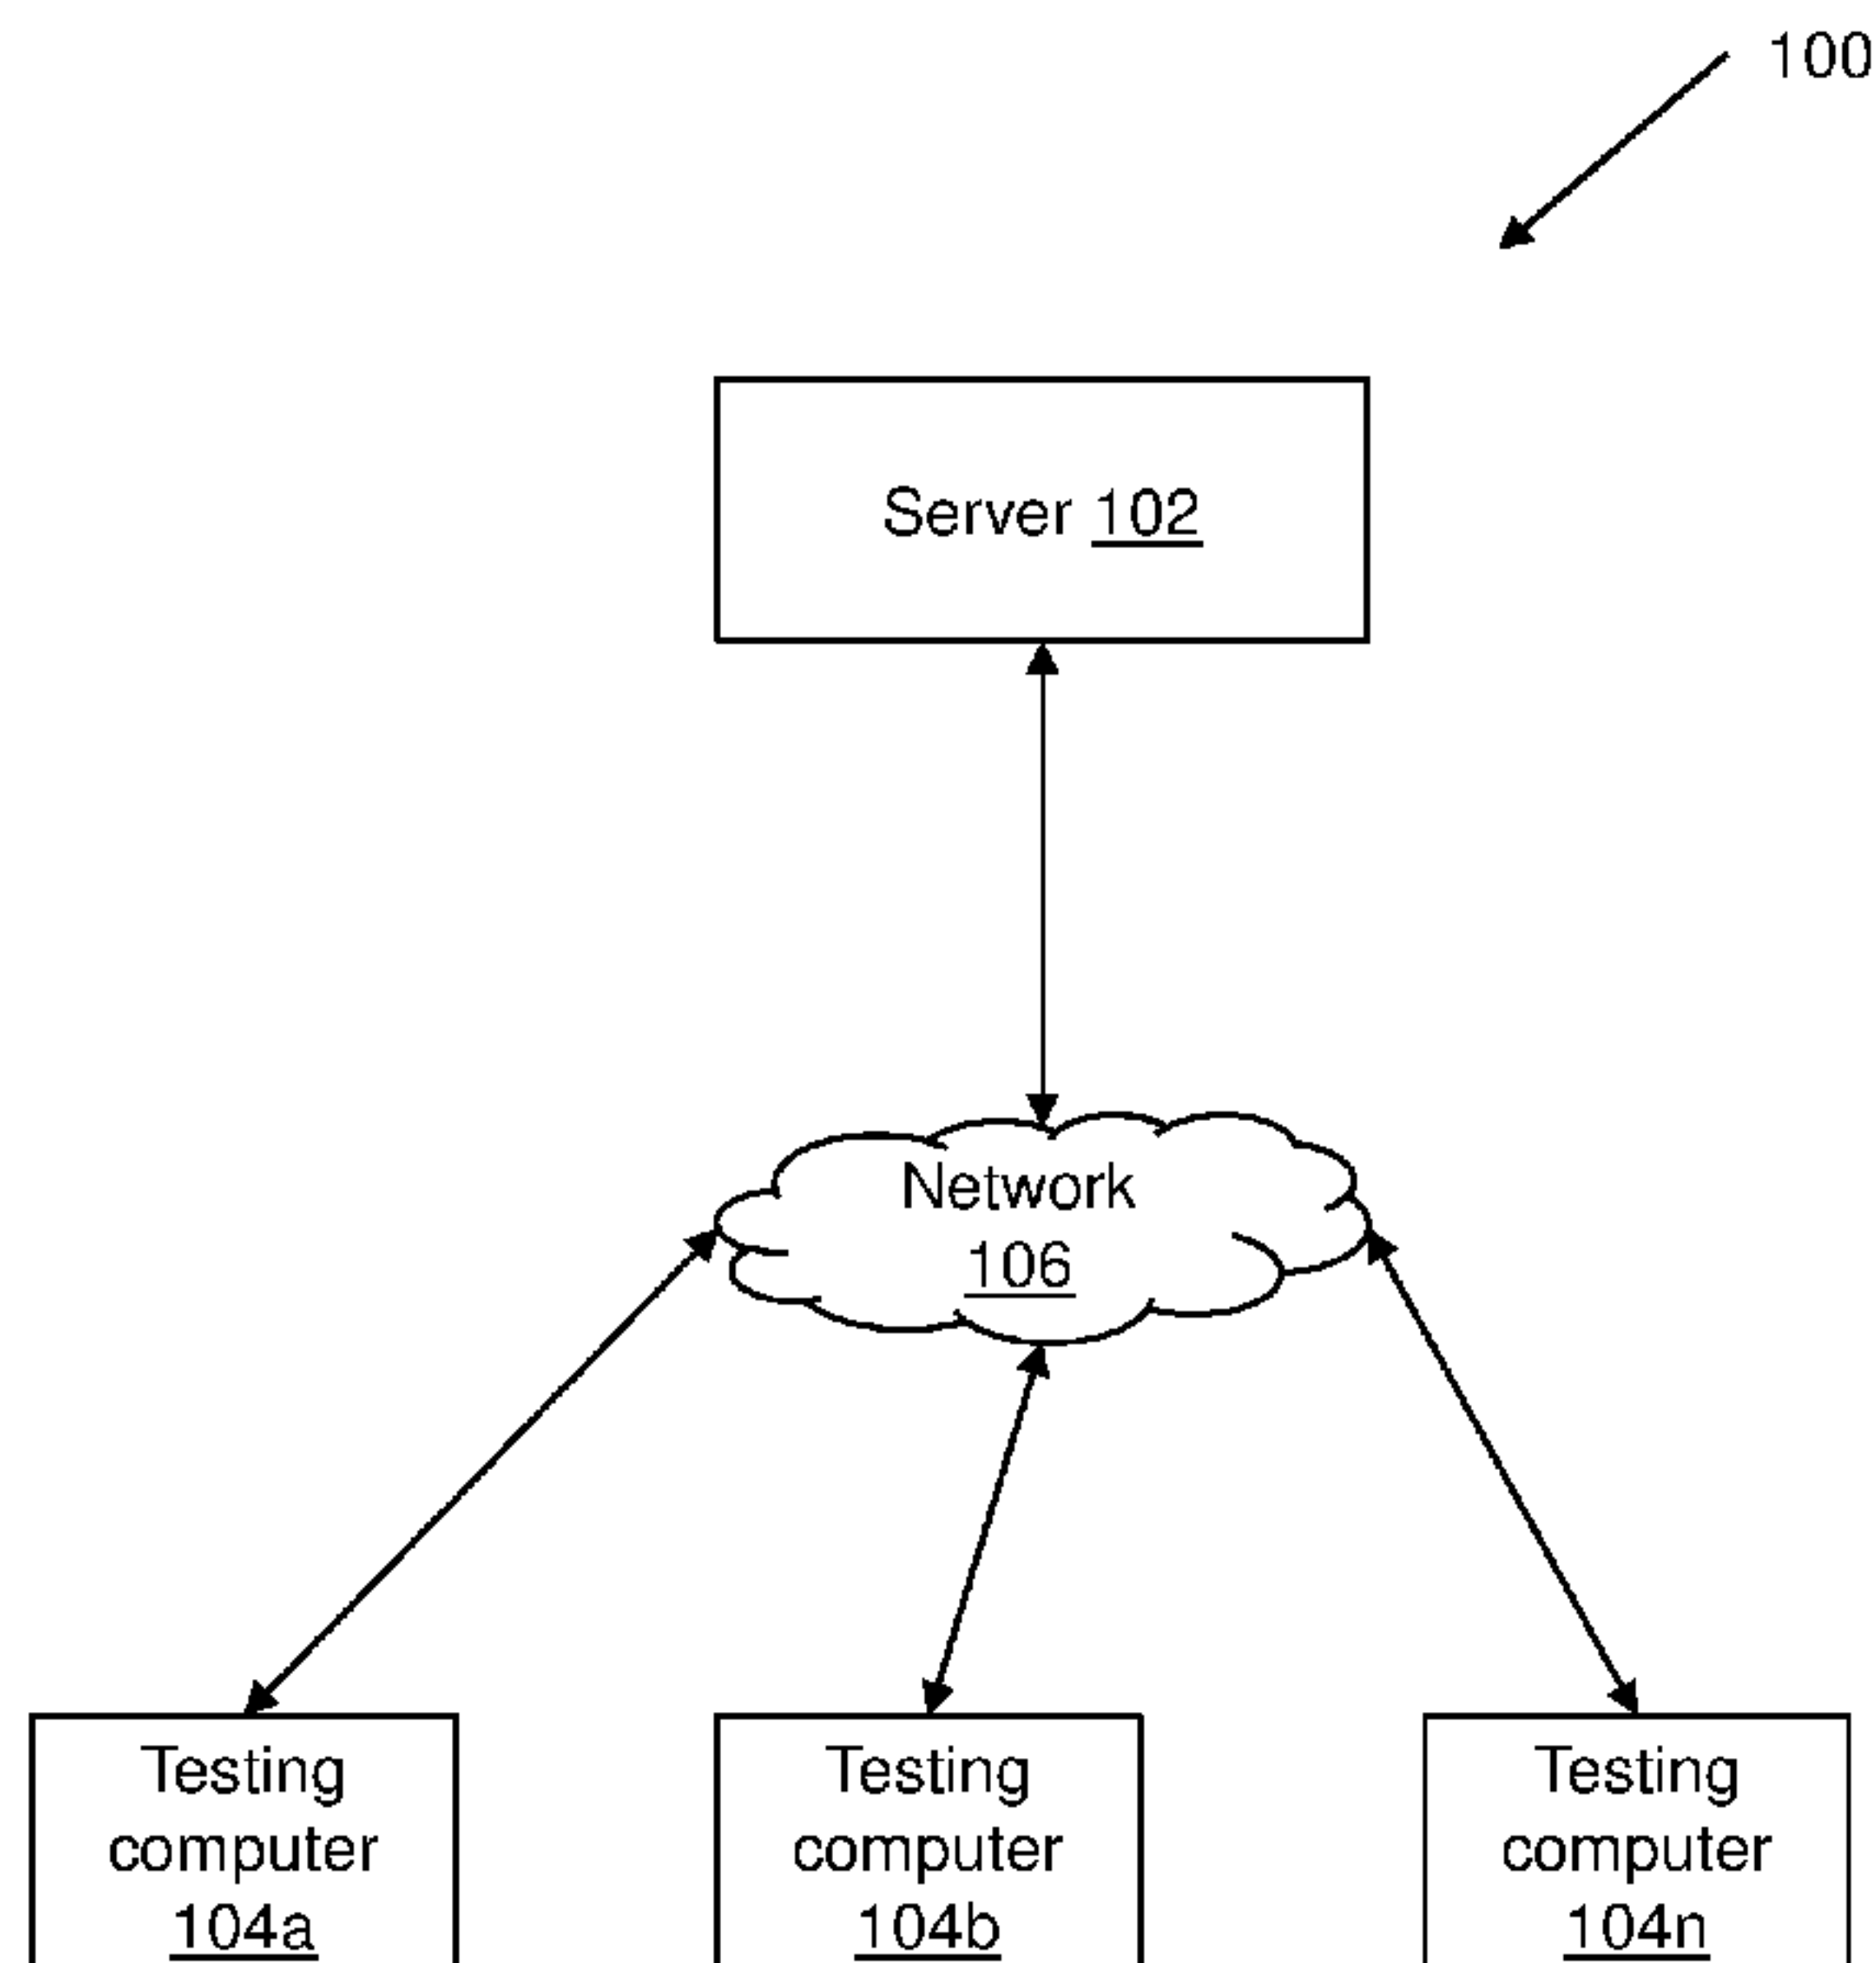 100
Server 102
Network
106
Testing
computer
104a
Testing
computer
104b
Testing
computer
104n